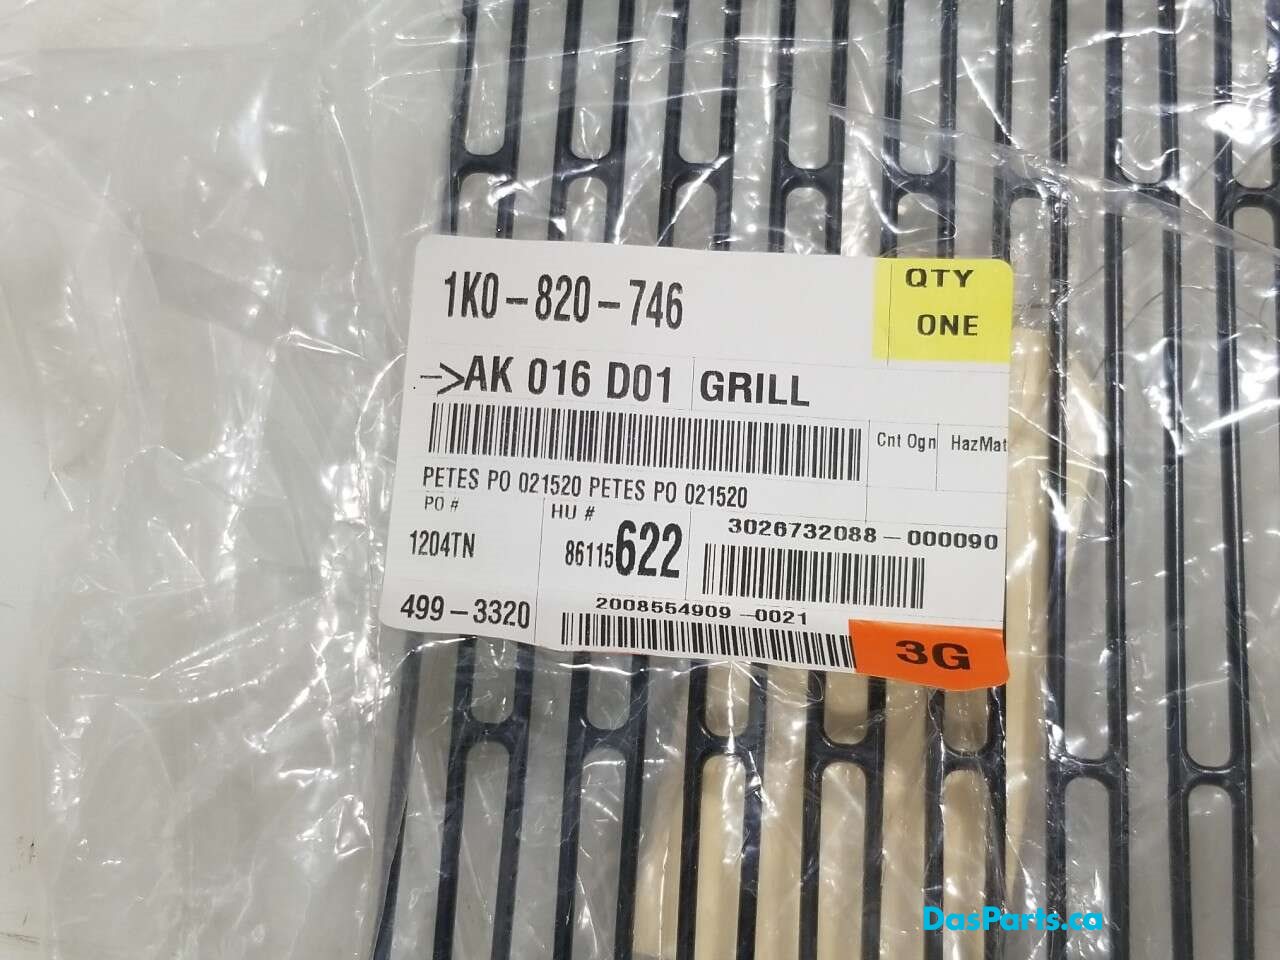 1K0-820-746
QTY
ONE
->AK 016 D01 GRILL
Cnt Ogn HazMat
PETES PO 021520 PETES PO 021520
PO #
HU #
3026732088-000090
1204TN
86115622
499-3320
2008554909-0021
3G
DasParts.ca